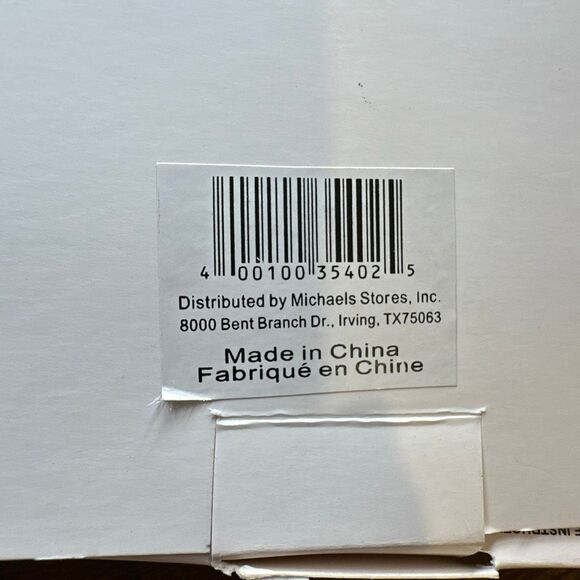 4 00100 35402 5
Distributed by Michaels Stores, Inc.
8000 Bent Branch Dr., Irving, TX75063
Made in China
Fabriqué en Chine